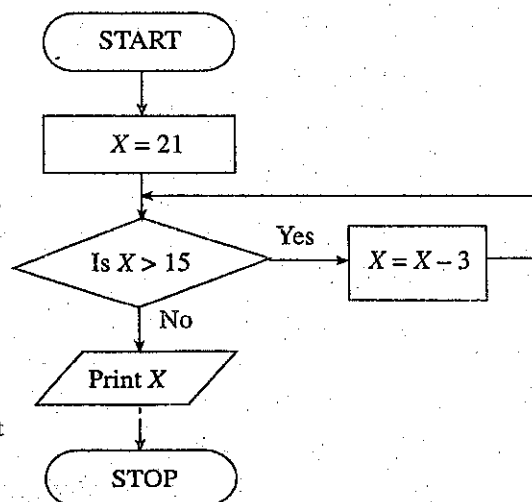 START
X = 21
Is X > 15
Yes
X = X – 3
No
Print X
t
STOP